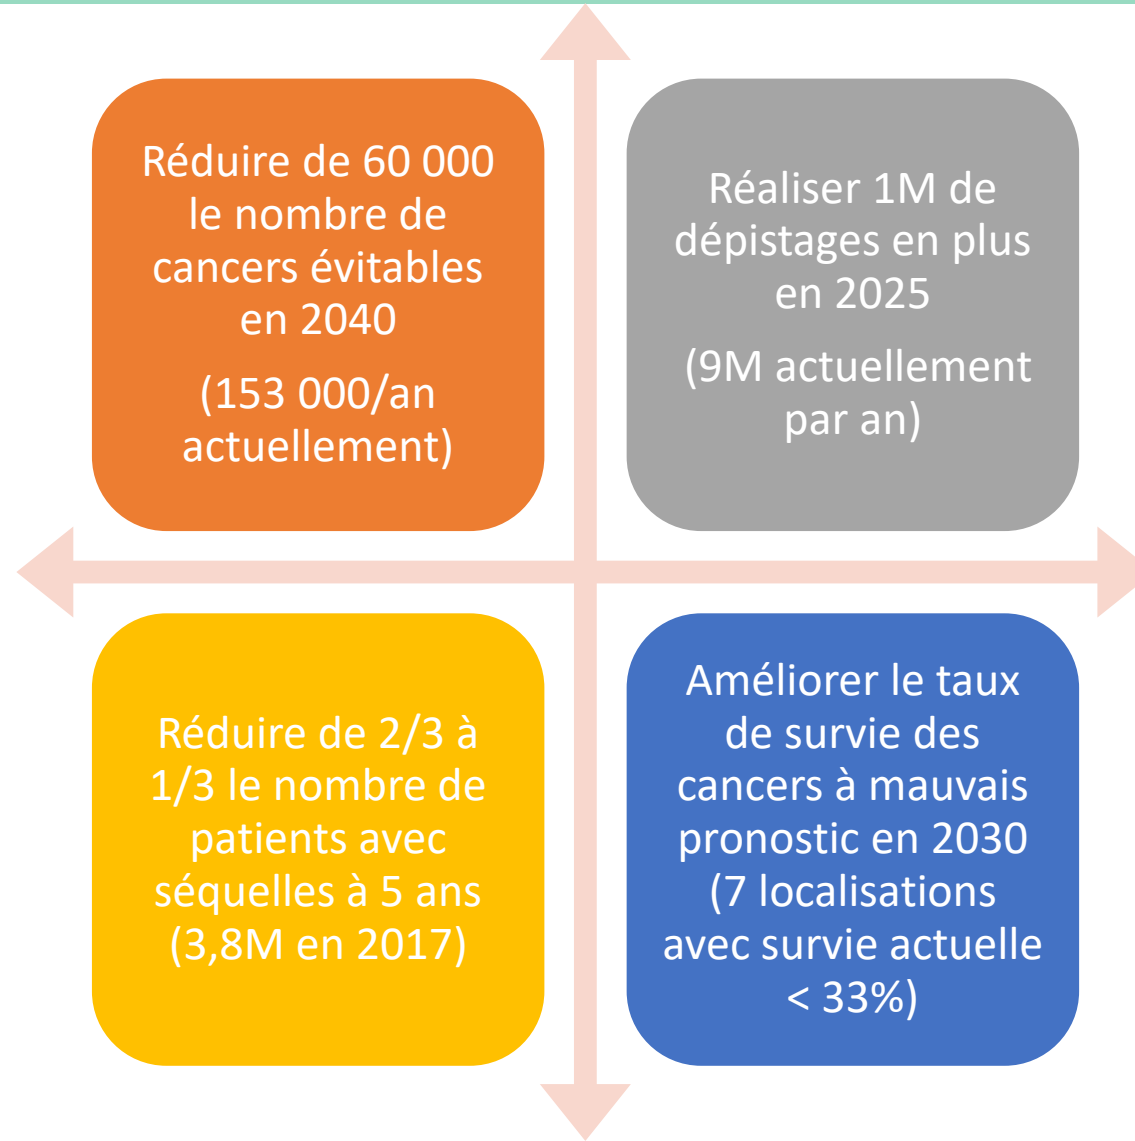 Réduire de 60 000
le nombre de
cancers évitables
en 2040
(153 000/an
actuellement)
Réaliser 1M de
dépistages en plus
en 2025
(9M actuellement
par an)
Réduire de 2/3 à
1/3 le nombre de
patients avec
séquelles à 5 ans
(3,8M en 2017)
Améliorer le taux
de survie des
cancers à mauvais
pronostic en 2030
(7 localisations
avec survie actuelle
< 33%)